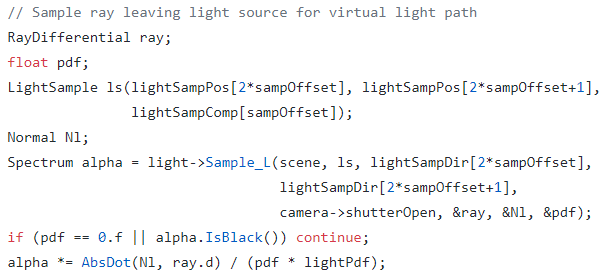 // Sample ray leaving light source for virtual light path
RayDifferential ray;
float pdf;
LightSample ls(lightSampPos[2*sampOffset], lightSampPos[2*sampOffset+1],
lightSampComp[sampOffset]);
Normal Nl;
Spectrum alpha = light->Sample_L(scene, ls, lightSampDir[2*sampOffset],
lightSampDir[2*sampOffset+1],
camera->shutterOpen, &ray, &Nl, &pdf);
if (pdf == 0.f || alpha.IsBlack()) continue;
alpha *= AbsDot(Nl, ray.d) / (pdf * lightPdf);